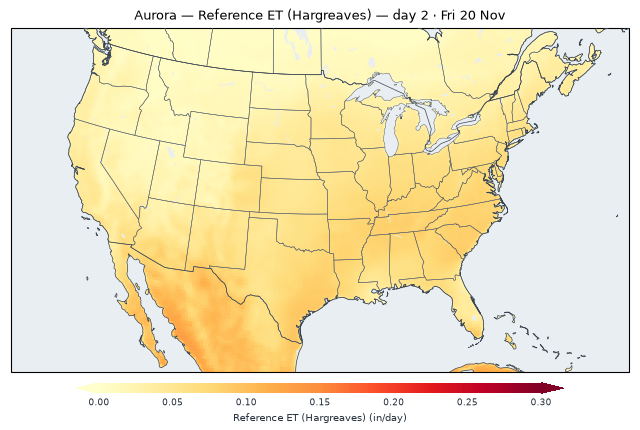 Aurora — Reference ET (Hargreaves) — day 2 · Fri 20 Nov
0.00 0.05 0.10 0.15 0.20 0.25 0.30
Reference ET (Hargreaves) (in/day)